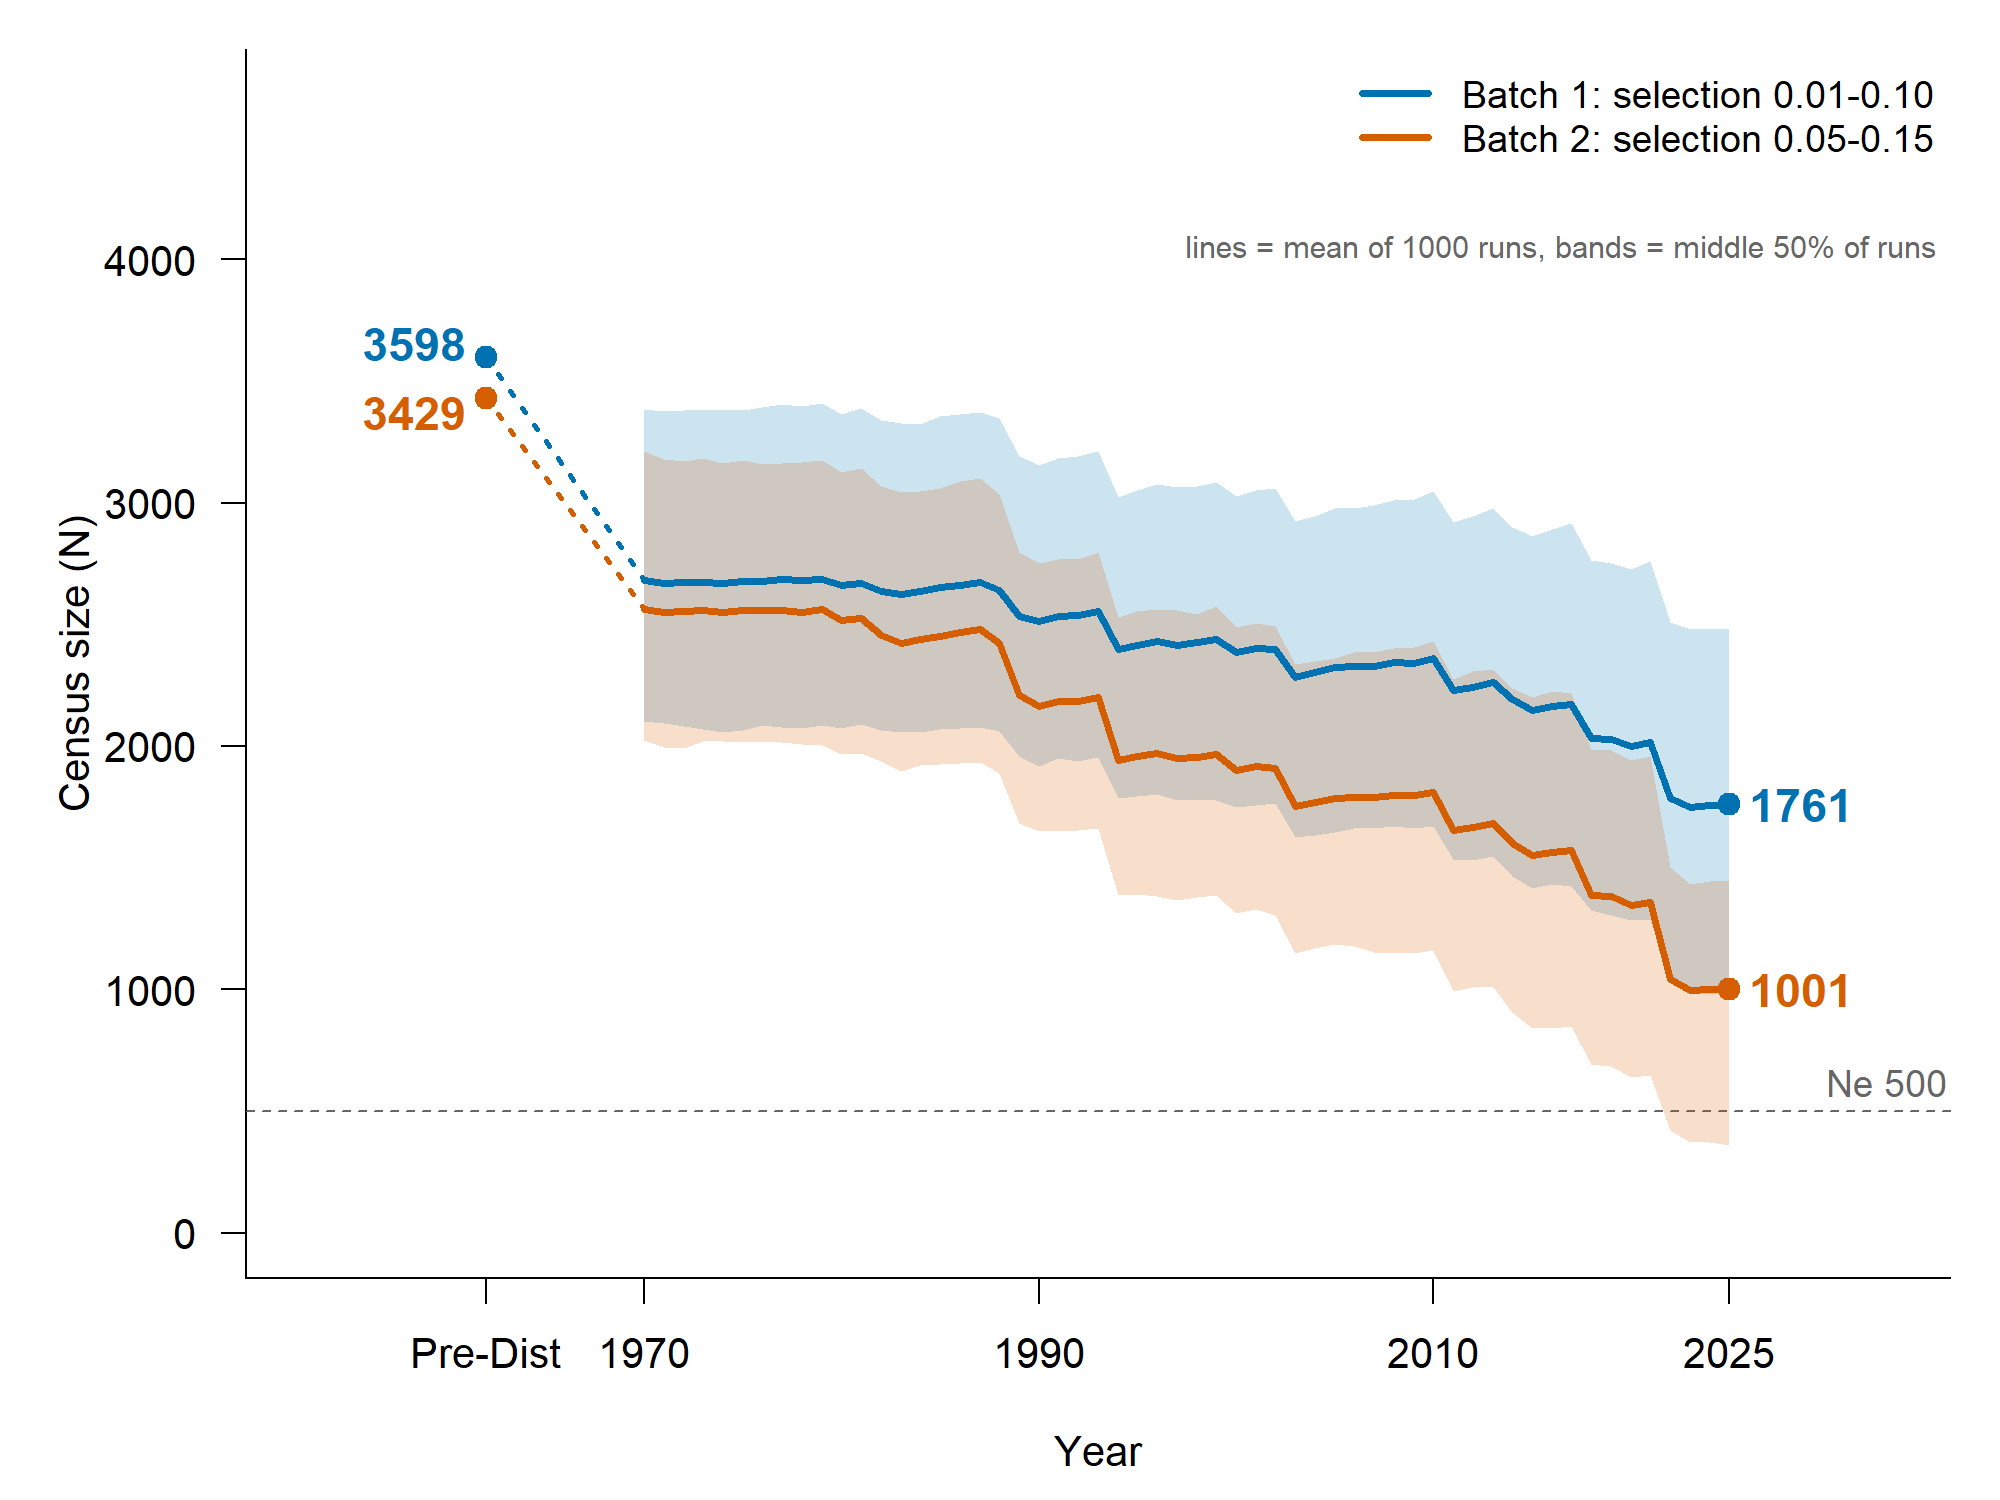 Batch 1: selection 0.01-0.10
Batch 2: selection 0.05-0.15
lines = mean of 1000 runs, bands = middle 50% of runs
4000
3000
2000
1000
0
Census size (N)
3598
3429
1761
1001
Ne 500
Pre-Dist 1970 1990 2010 2025
Year